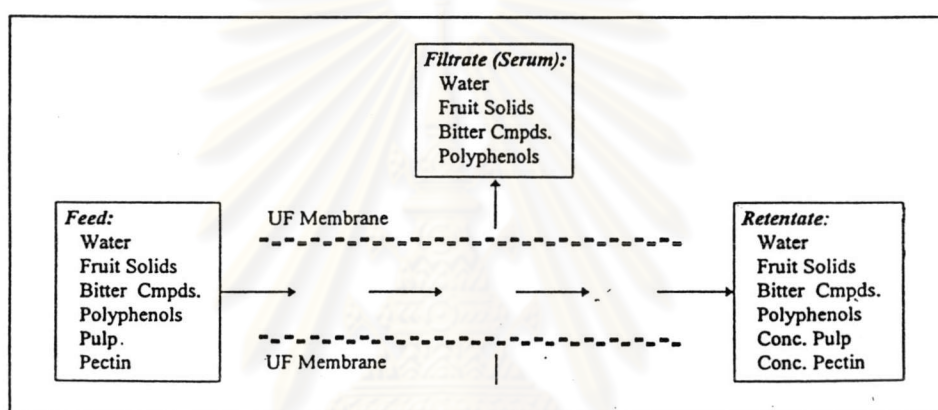 Filtrate (Serum):
Water
Fruit Solids
Bitter Cmpds.
Polyphenols
Feed:
Water
Fruit Solids
Bitter Cmpds.
Polyphenols
Pulp.
Pectin
UF Membrane
UF Membrane
Retentate:
Water
Fruit Solids
Bitter Cmpds.
Polyphenols
Conc. Pulp
Conc. Pectin